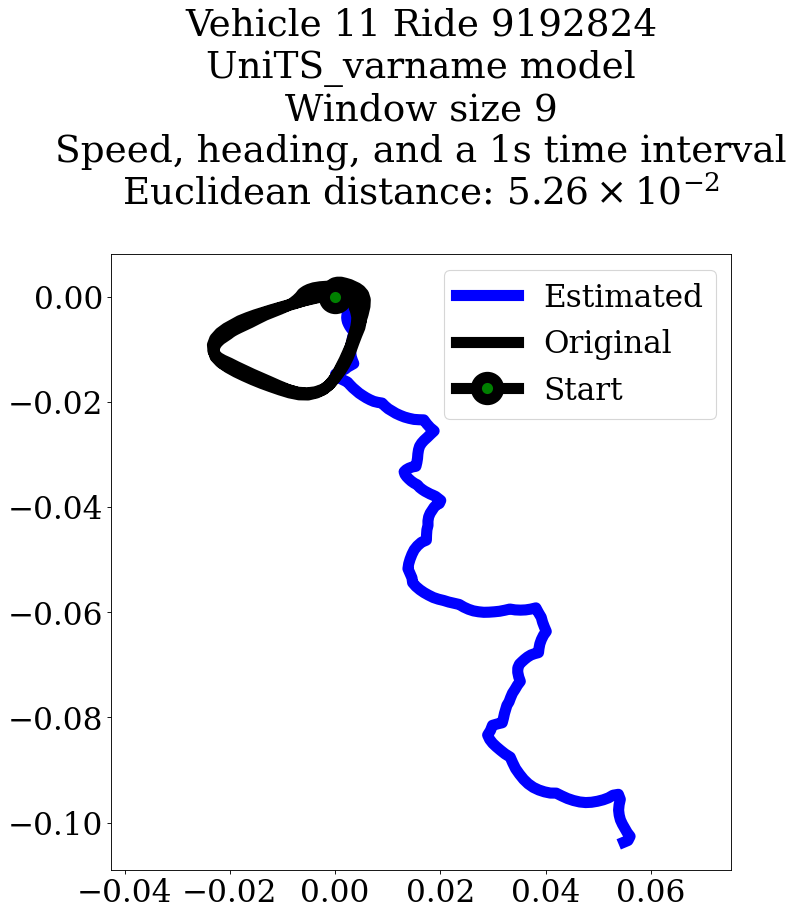 Vehicle 11 Ride 9192824
UniTS_varname model
Window size 9
Speed, heading, and a 1s time interval
Euclidean distance: 5.26 × 10⁻²
Estimated
Original
Start
0.00
−0.02
−0.04
−0.06
−0.08
−0.10
−0.04 −0.02 0.00 0.02 0.04 0.06